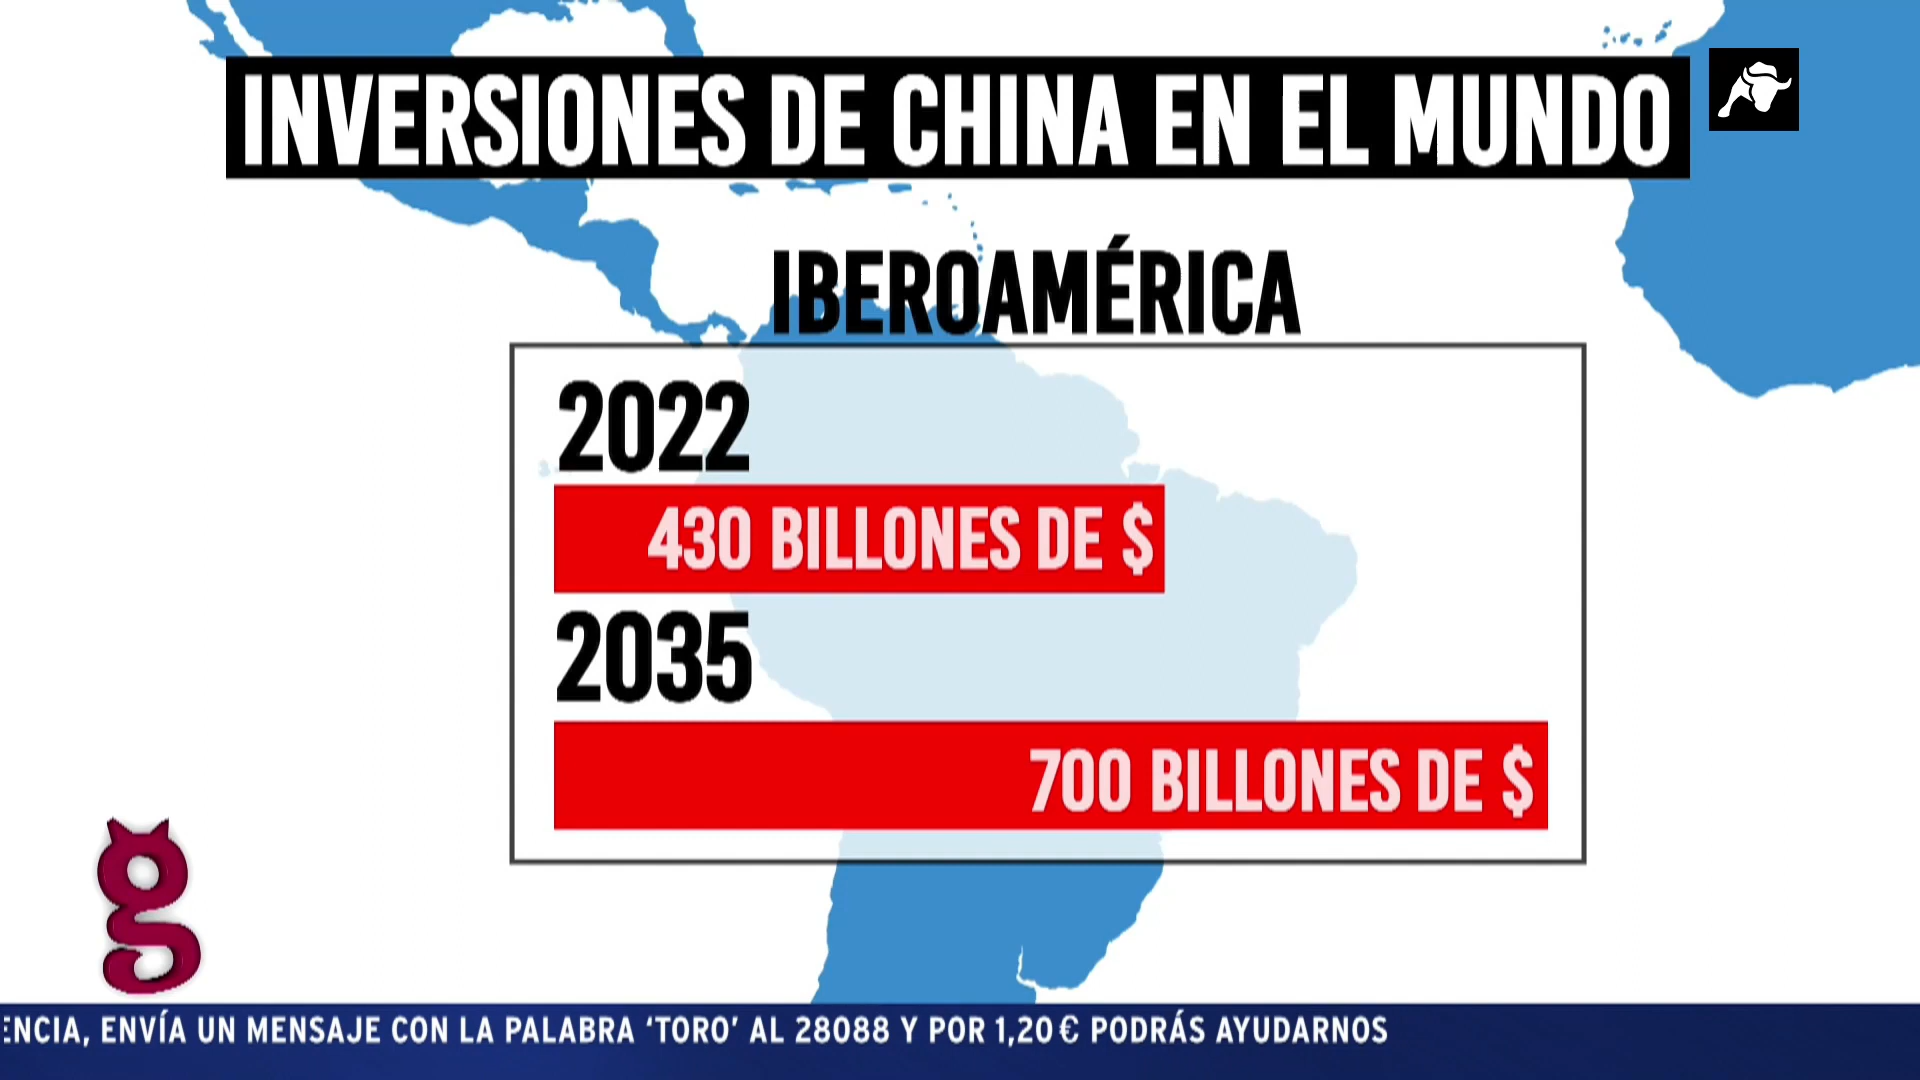 INVERSIONES DE CHINA EN EL MUNDO
IBEROAMÉRICA
2022
430 BILLONES DE $
2035
700 BILLONES DE $
g
ENCIA, ENVÍA UN MENSAJE CON LA PALABRA ‘TORO’ AL 28088 Y POR 1,20€ PODRÁS AYUDARNOS